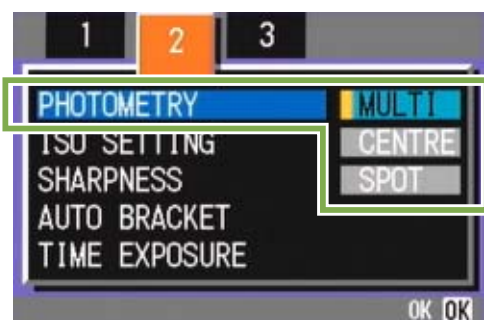 1 2 3
PHOTOMETRY MULTI
ISO SETTING CENTRE
SHARPNESS SPOT
AUTO BRACKET
TIME EXPOSURE
OK OK